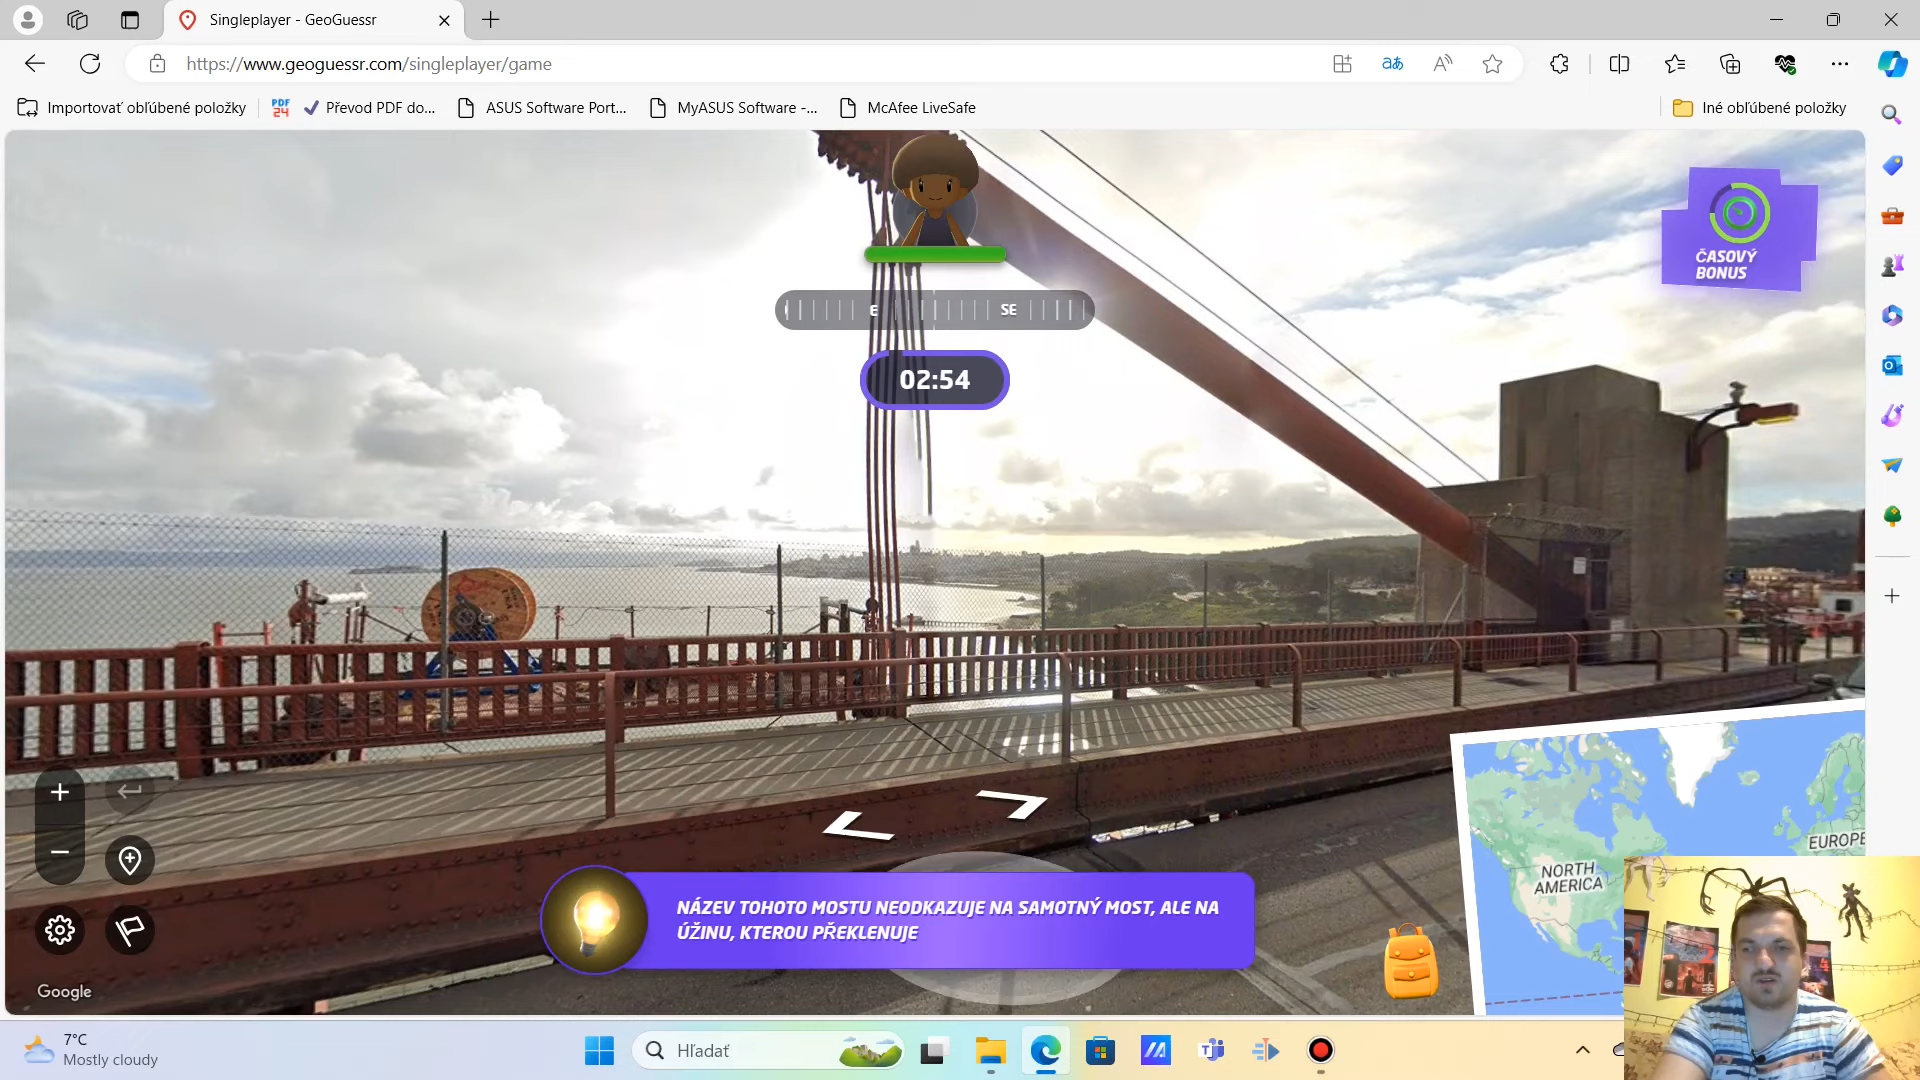 Singleplayer - GeoGuessr
https://www.geoguessr.com/singleplayer/game
Importovať obľúbené položky
PDF 24
Převod PDF do...
ASUS Software Port...
MyASUS Software -...
McAfee LiveSafe
Iné obľúbené položky
ČASOVÝ
BONUS
E
SE
02:54
NÁZEV TOHOTO MOSTU NEODKAZUJE NA SAMOTNÝ MOST, ALE NA
ÚŽINU, KTEROU PŘEKLENUJE
NORTH
AMERICA
EUROPE
Google
7°C
Mostly cloudy
Hľadať